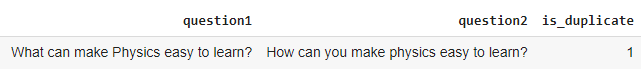 question1 question2 is_duplicate
What can make Physics easy to learn? How can you make physics easy to learn? 1